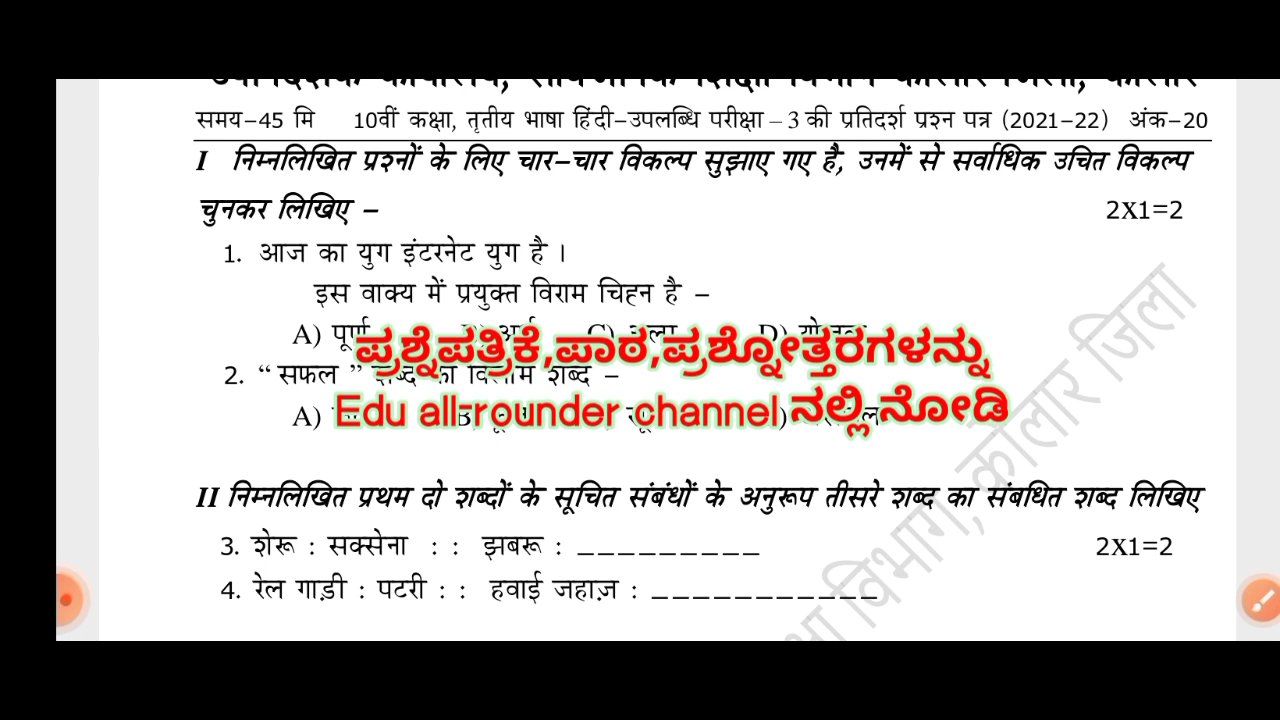 समय–45 मि 10वीं कक्षा, तृतीय भाषा हिंदी–उपलब्धि परीक्षा – 3 की प्रतिदर्श प्रश्न पत्र (2021–22) अंक–20
I निम्नलिखित प्रश्नों के लिए चार–चार विकल्प सुझाए गए है, उनमें से सर्वाधिक उचित विकल्प
चुनकर लिखिए – 2X1=2
1. आज का युग इंटरनेट युग है ।
इस वाक्य में प्रयुक्त विराम चिह्न है –
A) पूर्ण C) D)
ಪ್ರಶ್ನೆಪತ್ರಿಕೆ,ಪಾಠ,ಪ್ರಶ್ನೋತ್ತರಗಳನ್ನು
2. “ सफल ” शब्द का विलोम शब्द –
A)
Edu all-rounder channel ನಲ್ಲಿನೋಡಿ
II निम्नलिखित प्रथम दो शब्दों के सूचित संबंधों के अनुरूप तीसरे शब्द का संबधित शब्द लिखिए
3. शेरू : सक्सेना : : झबरू : _________ 2X1=2
4. रेल गाड़ी : पटरी : : हवाई जहाज़ : ___________
विभाग, कोलार जिला